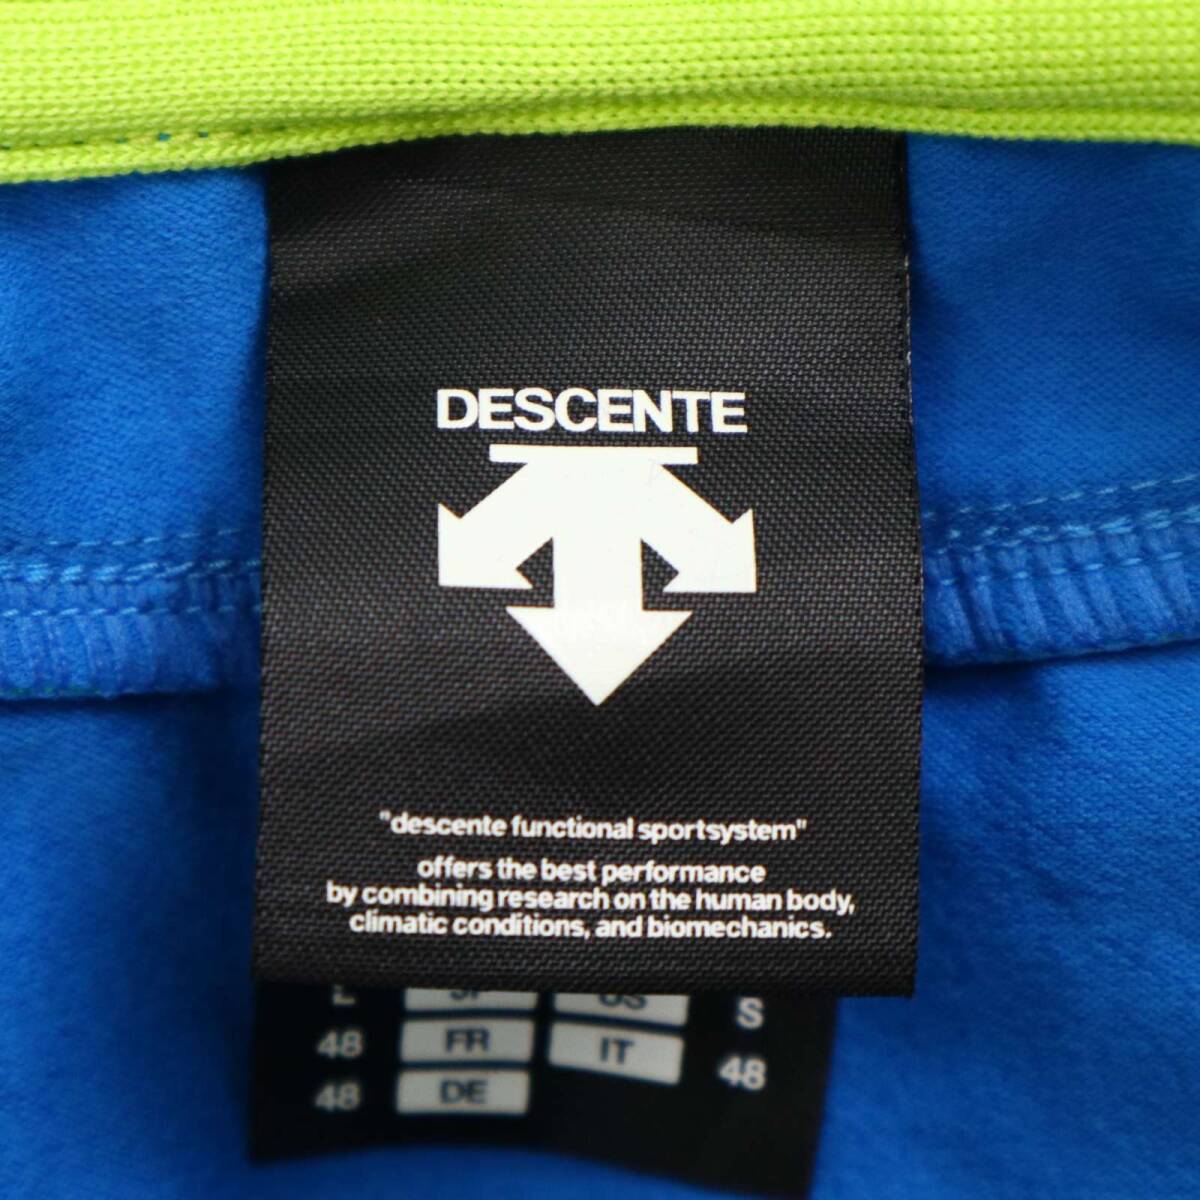 DESCENTE
"descente functional sportsystem"
offers the best performance
by combining research on the human body,
climatic conditions, and biomechanics.
US S
48 FR IT 48
48 DE